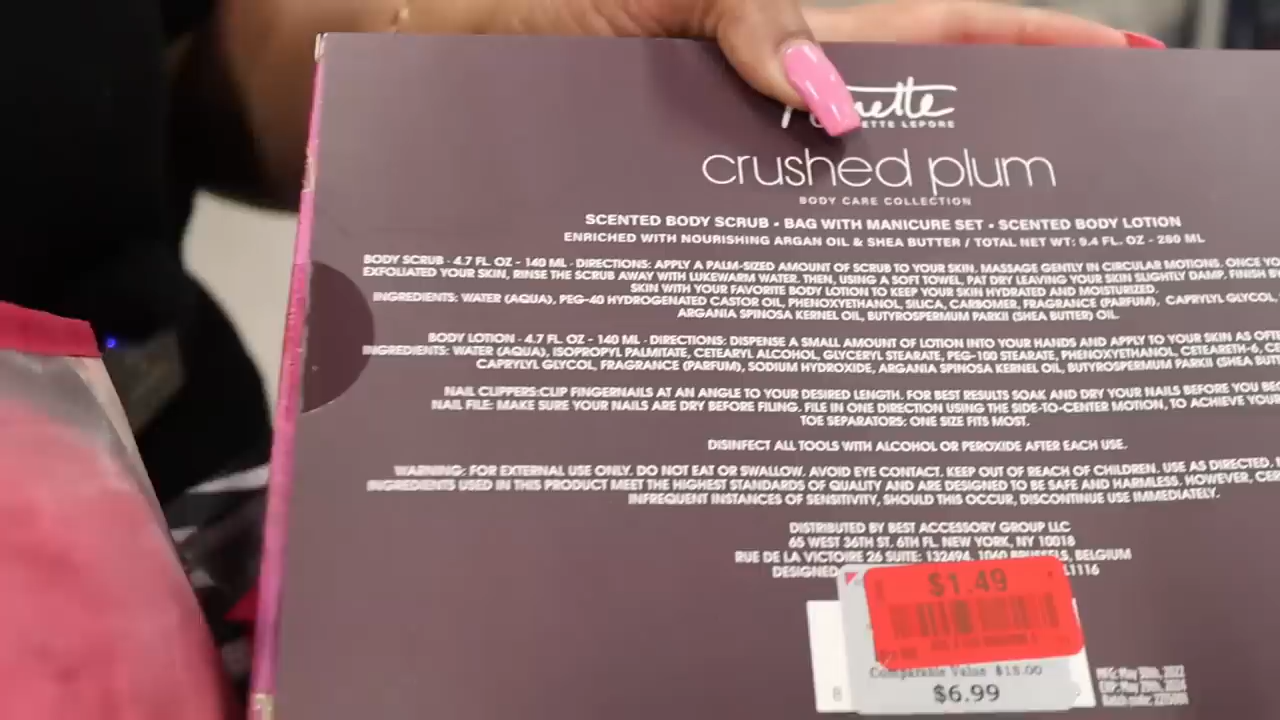 ETTE LEPORE
crushed plum
BODY CARE COLLECTION
SCENTED BODY SCRUB • BAG WITH MANICURE SET • SCENTED BODY LOTION
ENRICHED WITH NOURISHING ARGAN OIL & SHEA BUTTER / TOTAL NET WT: 9.4 FL. OZ - 280 ML
BODY SCRUB - 4.7 FL. OZ - 140 ML - DIRECTIONS: APPLY A PALM-SIZED AMOUNT OF SCRUB TO YOUR SKIN, MASSAGE GENTLY IN CIRCULAR MOTIONS. ONCE YO
EXFOLIATED YOUR SKIN, RINSE THE SCRUB AWAY WITH LUKEWARM WATER. THEN, USING A SOFT TOWEL, PAT DRY LEAVING YOUR SKIN SLIGHTLY DAMP. FINISH B
SKIN WITH YOUR FAVORITE BODY LOTION TO KEEP YOUR SKIN HYDRATED AND MOISTURIZED.
INGREDIENTS: WATER (AQUA), PEG-40 HYDROGENATED CASTOR OIL, PHENOXYETHANOL, SILICA, CARBOMER, FRAGRANCE (PARFUM), CAPRYLYL GLYCOL,
ARGANIA SPINOSA KERNEL OIL, BUTYROSPERMUM PARKII (SHEA BUTTER) OIL.
BODY LOTION - 4.7 FL. OZ - 140 ML - DIRECTIONS: DISPENSE A SMALL AMOUNT OF LOTION INTO YOUR HANDS AND APPLY TO YOUR SKIN AS OFTE
INGREDIENTS: WATER (AQUA), ISOPROPYL PALMITATE, CETEARYL ALCOHOL, GLYCERYL STEARATE, PEG-100 STEARATE, PHENOXYETHANOL, CETEARETH-6, CE
CAPRYLYL GLYCOL, FRAGRANCE (PARFUM), SODIUM HYDROXIDE, ARGANIA SPINOSA KERNEL OIL, BUTYROSPERMUM PARKII (SHEA BUT
NAIL CLIPPERS:CLIP FINGERNAILS AT AN ANGLE TO YOUR DESIRED LENGTH. FOR BEST RESULTS SOAK AND DRY YOUR NAILS BEFORE YOU BEG
NAIL FILE: MAKE SURE YOUR NAILS ARE DRY BEFORE FILING. FILE IN ONE DIRECTION USING THE SIDE-TO-CENTER MOTION, TO ACHIEVE YOUR
TOE SEPARATORS: ONE SIZE FITS MOST.
DISINFECT ALL TOOLS WITH ALCOHOL OR PEROXIDE AFTER EACH USE.
WARNING: FOR EXTERNAL USE ONLY. DO NOT EAT OR SWALLOW. AVOID EYE CONTACT. KEEP OUT OF REACH OF CHILDREN. USE AS DIRECTED.
INGREDIENTS USED IN THIS PRODUCT MEET THE HIGHEST STANDARDS OF QUALITY AND ARE DESIGNED TO BE SAFE AND HARMLESS. HOWEVER, CER
INFREQUENT INSTANCES OF SENSITIVITY, SHOULD THIS OCCUR, DISCONTINUE USE IMMEDIATELY.
DISTRIBUTED BY BEST ACCESSORY GROUP LLC
65 WEST 36TH ST. 6TH FL. NEW YORK, NY 10018
RUE DE LA VICTOIRE 26 SUITE: 132494, 1060 BRUSSELS, BELGIUM
DESIGNED L1116
$1.49
Comparable Value $18.00
$6.99